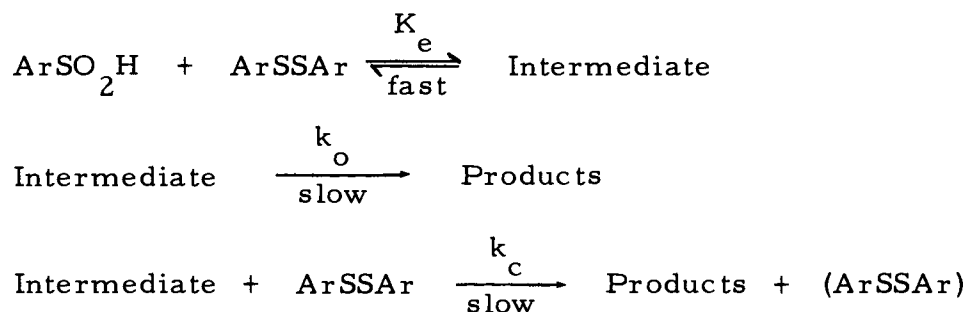 ArSO2H + ArSSAr Ke fast Intermediate
Intermediate ko slow Products
Intermediate + ArSSAr kc slow Products + (ArSSAr)